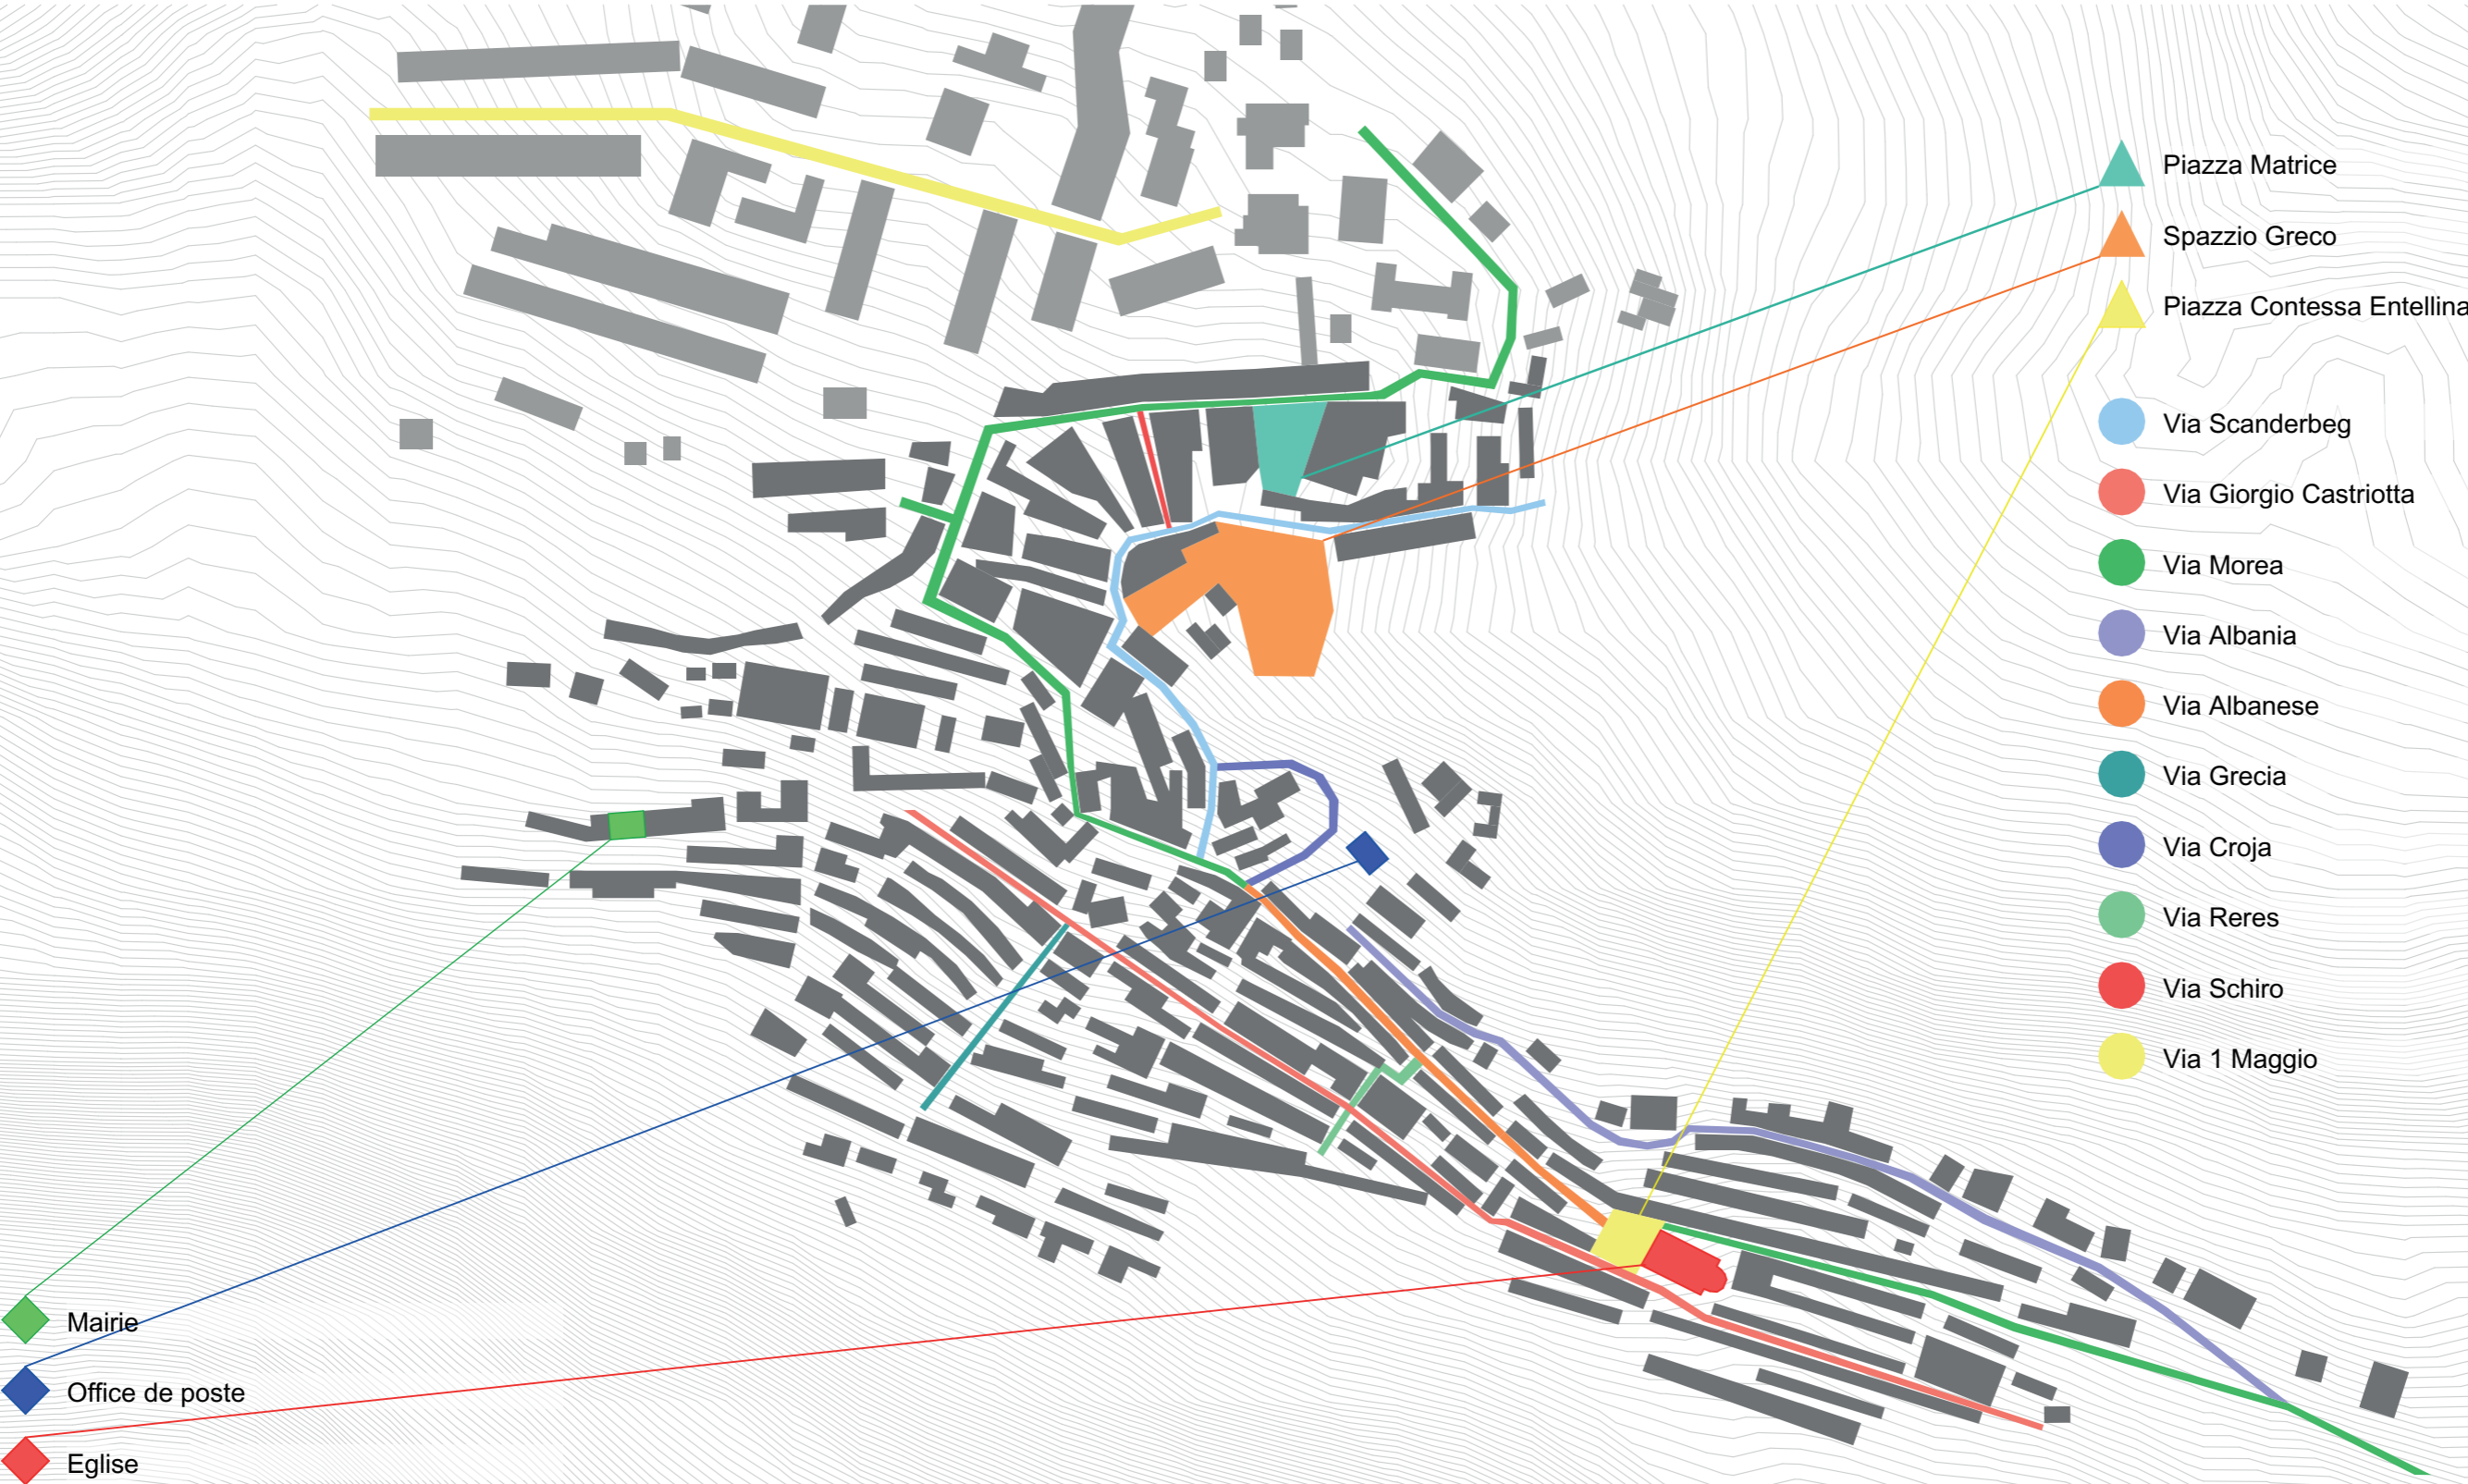 Piazza Matrice
Spazzio Greco
Piazza Contessa Entellina
Via Scanderbeg
Via Giorgio Castriotta
Via Morea
Via Albania
Via Albanese
Via Grecia
Via Croja
Via Reres
Via Schiro
Via 1 Maggio
Mairie
Office de poste
Eglise